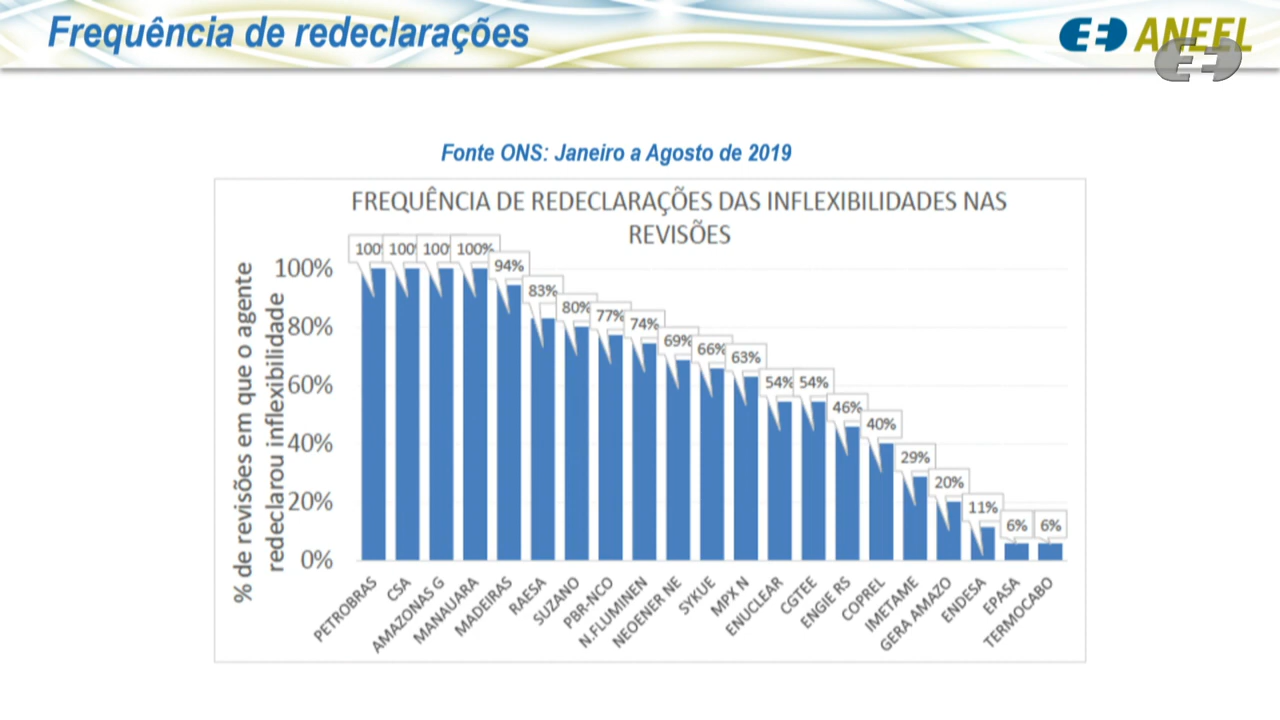 Frequência de redeclarações
ANEEL
Fonte ONS: Janeiro a Agosto de 2019
FREQUÊNCIA DE REDECLARAÇÕES DAS INFLEXIBILIDADES NAS
REVISÕES
% de revisões em que o agente
redeclarou inflexibilidade
100%
80%
60%
40%
20%
0%
100%
100%
100%
100%
94%
83%
80%
77%
74%
69%
66%
63%
54%
54%
46%
40%
29%
20%
11%
6%
6%
PETROBRAS
CSA
AMAZONAS G
MANAUARA
MADEIRAS
RAESA
SUZANO
PBR-NCO
N.FLUMINEN
NEOENER NE
SYKUE
MPX N
ENUCLEAR
CGTEE
ENGIE RS
COPREL
IMETAME
GERA AMAZO
ENDESA
EPASA
TERMOCABO